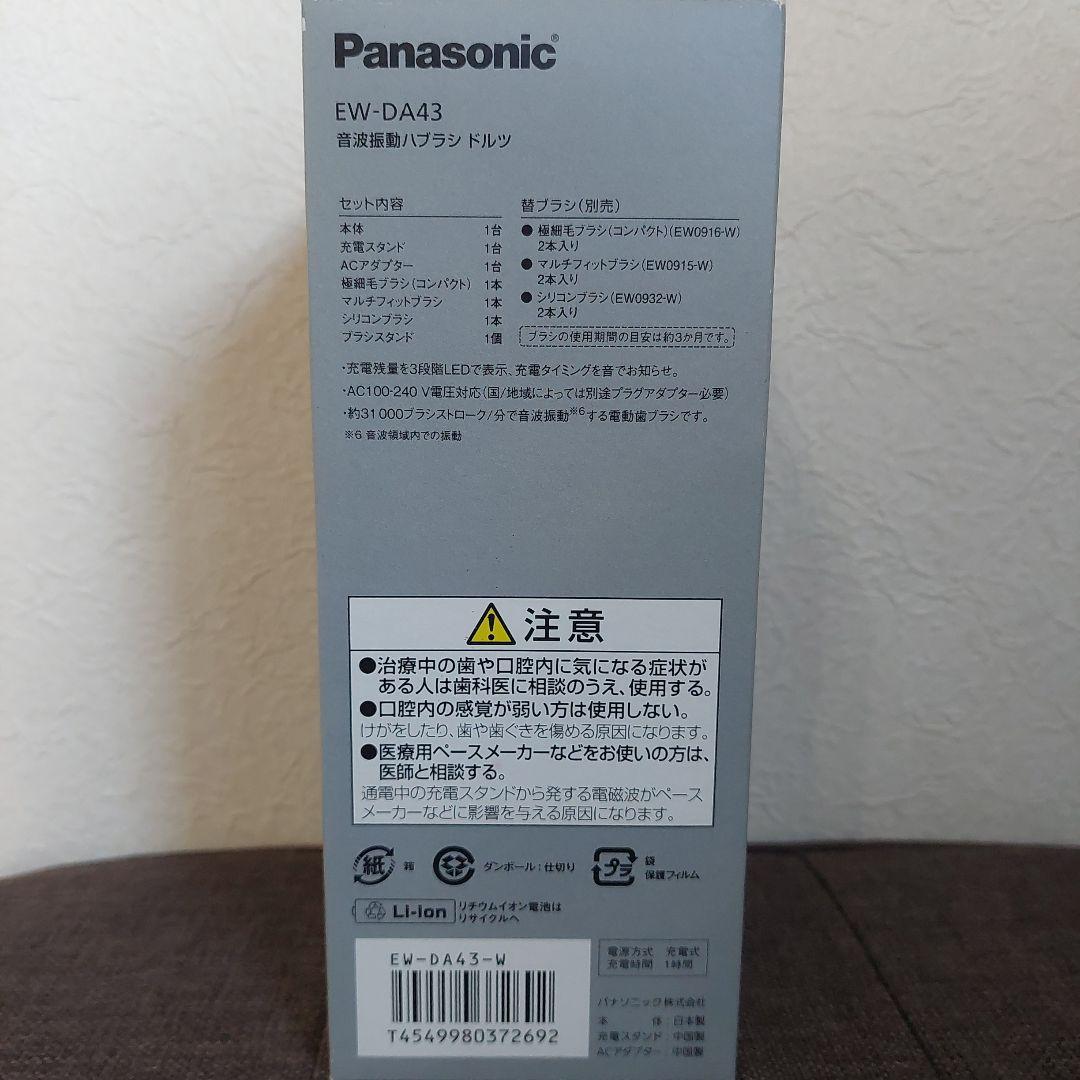 Panasonic®
EW-DA43
音波振動ハブラシ ドルツ
セット内容
本体 1台
充電スタンド 1台
ACアダプター 1台
極細毛ブラシ(コンパクト) 1本
マルチフィットブラシ 1本
シリコンブラシ 1本
ブラシスタンド 1個
替ブラシ(別売)
● 極細毛ブラシ(コンパクト)(EW0916-W)
2本入り
● マルチフィットブラシ(EW0915-W)
2本入り
● シリコンブラシ(EW0932-W)
2本入り
ブラシの使用期間の目安は約3か月です。
・充電残量を3段階LEDで表示、充電タイミングを音でお知らせ。
・AC100-240 V電圧対応(国/地域によっては別途プラグアダプター必要)
・約31000ブラシストローク/分で音波振動※6する電動歯ブラシです。
※6 音波領域内での振動
注意
●治療中の歯や口腔内に気になる症状が
ある人は歯科医に相談のうえ、使用する。
●口腔内の感覚が弱い方は使用しない。
けがをしたり、歯や歯ぐきを傷める原因になります。
●医療用ペースメーカーなどをお使いの方は、
医師と相談する。
通電中の充電スタンドから発する電磁波がペース
メーカーなどに影響を与える原因になります。
紙 箱
ダンボール:仕切り
プラ 袋
保護フィルム
Li-ion リチウムイオン電池は
リサイクルへ
EW-DA43-W
T4549980372692
電源方式 充電式
充電時間 1時間
パナソニック株式会社
本体:日本製
充電スタンド:中国製
ACアダプター:中国製